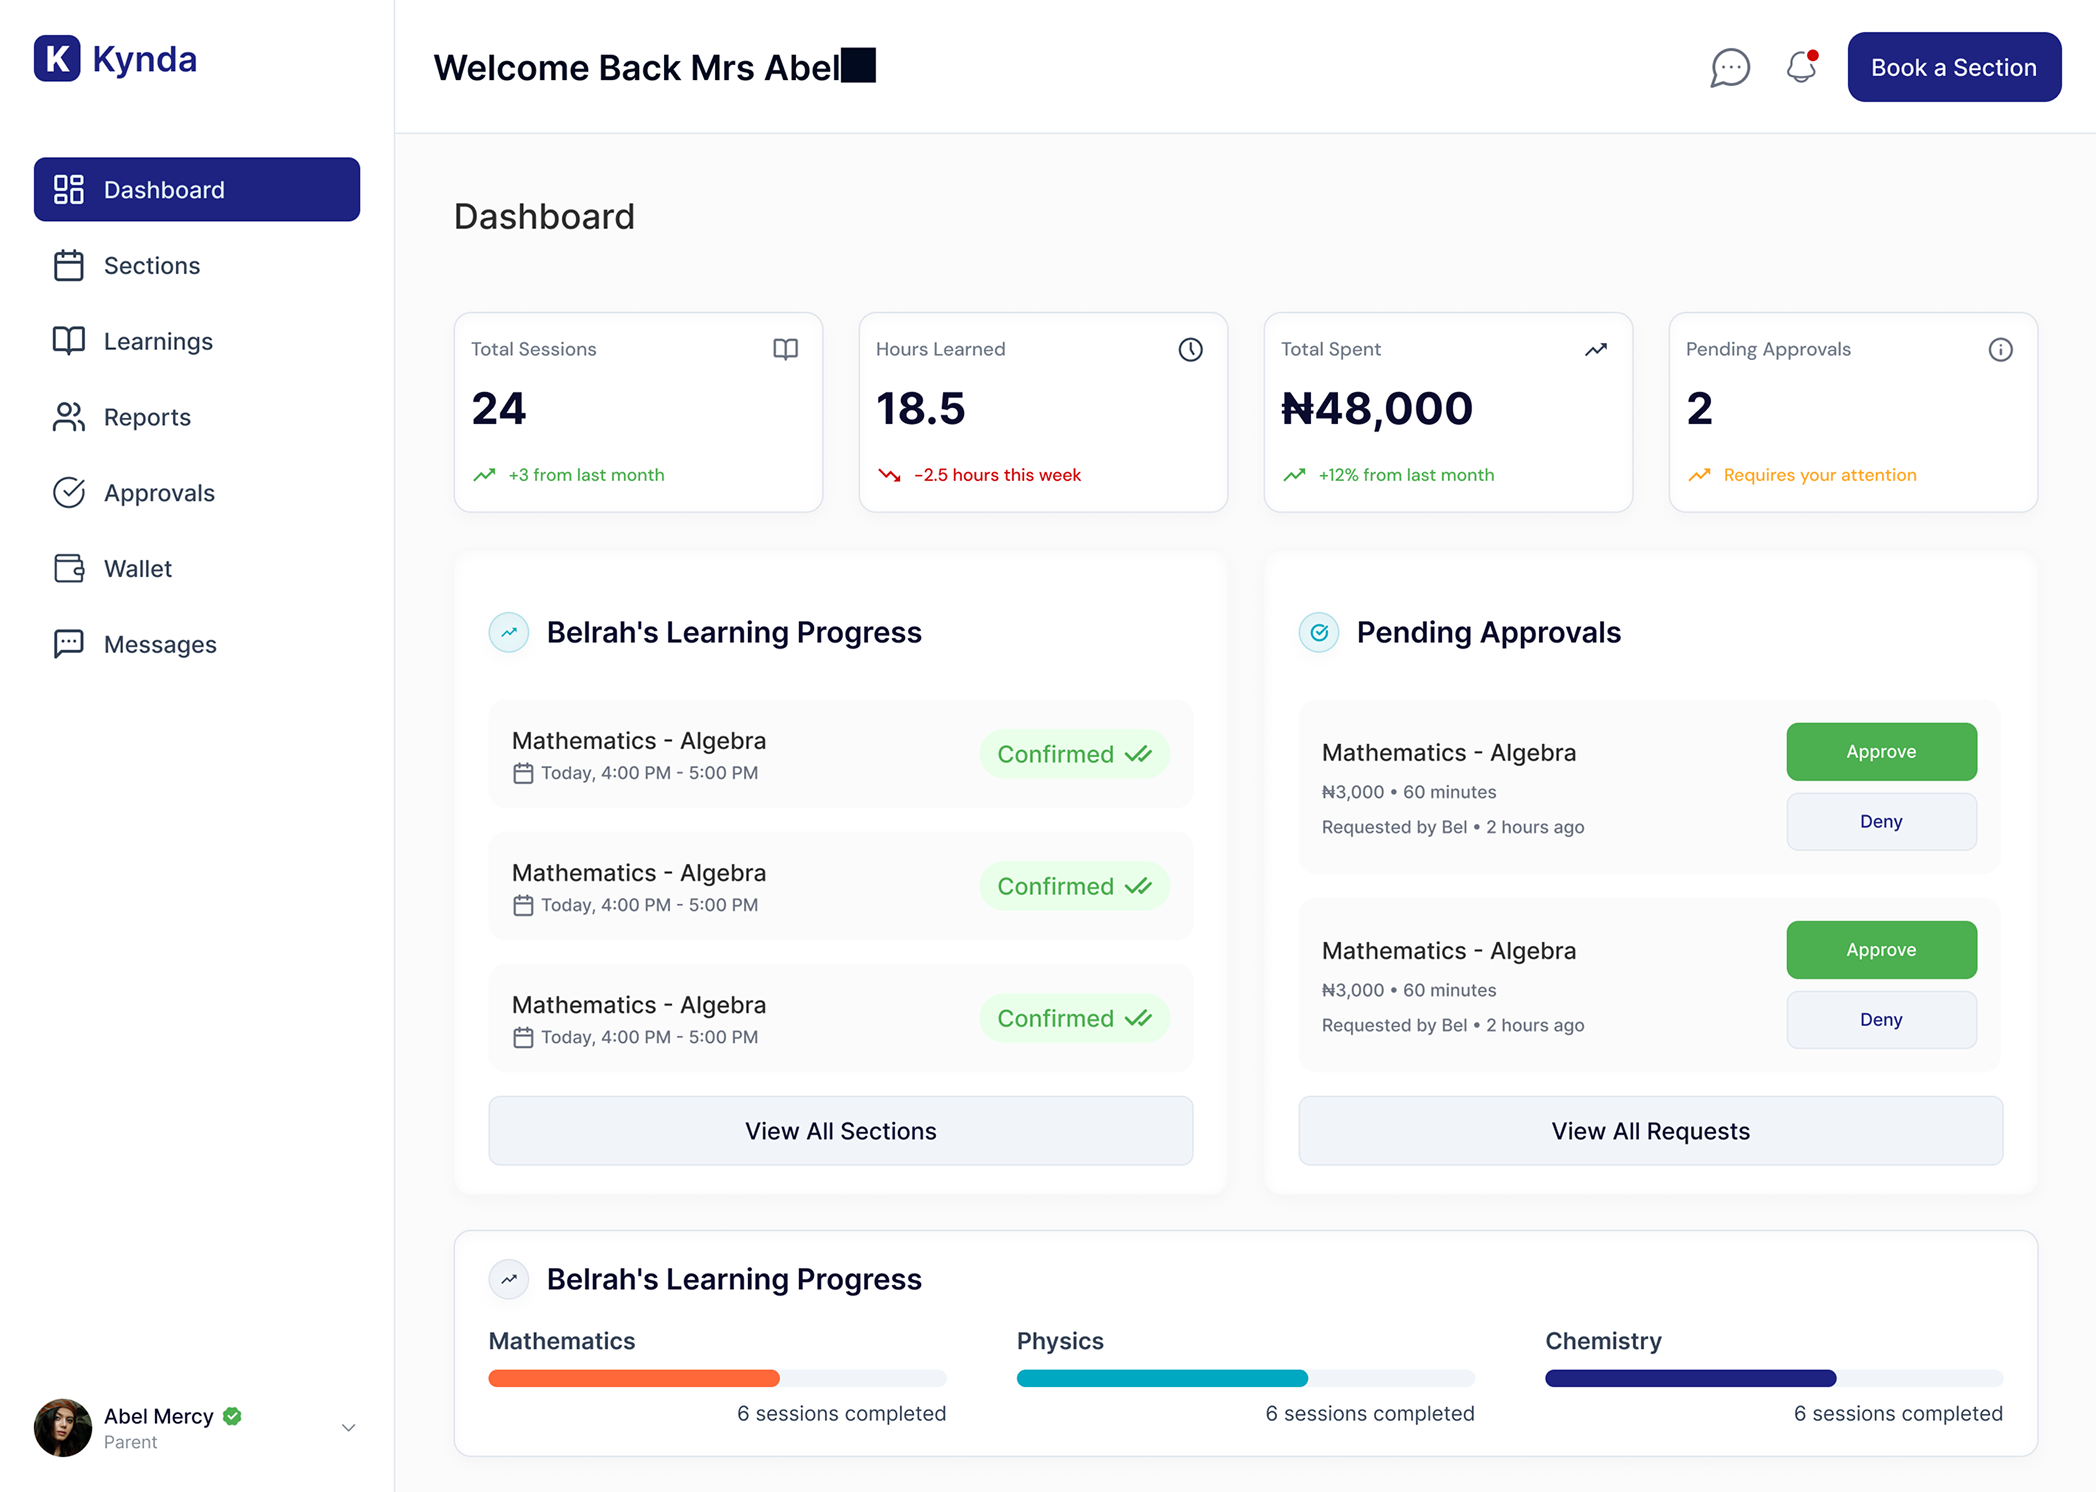 K Kynda
Welcome Back Mrs Abel
Book a Section
Dashboard
Sections
Learnings
Reports
Approvals
Wallet
Messages
Dashboard
Total Sessions
24
+3 from last month
Hours Learned
18.5
-2.5 hours this week
Total Spent
₦48,000
+12% from last month
Pending Approvals
2
Requires your attention
Belrah's Learning Progress
Mathematics - Algebra
Today, 4:00 PM - 5:00 PM
Confirmed
Mathematics - Algebra
Today, 4:00 PM - 5:00 PM
Confirmed
Mathematics - Algebra
Today, 4:00 PM - 5:00 PM
Confirmed
View All Sections
Pending Approvals
Mathematics - Algebra
₦3,000 • 60 minutes
Requested by Bel • 2 hours ago
Approve
Deny
Mathematics - Algebra
₦3,000 • 60 minutes
Requested by Bel • 2 hours ago
Approve
Deny
View All Requests
Belrah's Learning Progress
Mathematics
6 sessions completed
Physics
6 sessions completed
Chemistry
6 sessions completed
Abel Mercy
Parent